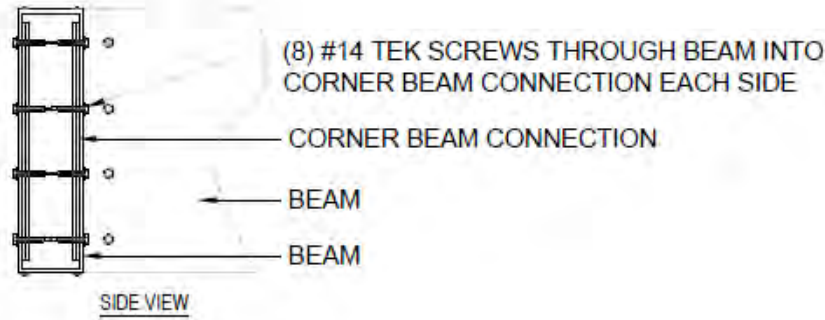 (8) #14 TEK SCREWS THROUGH BEAM INTO
CORNER BEAM CONNECTION EACH SIDE
CORNER BEAM CONNECTION
BEAM
BEAM
SIDE VIEW